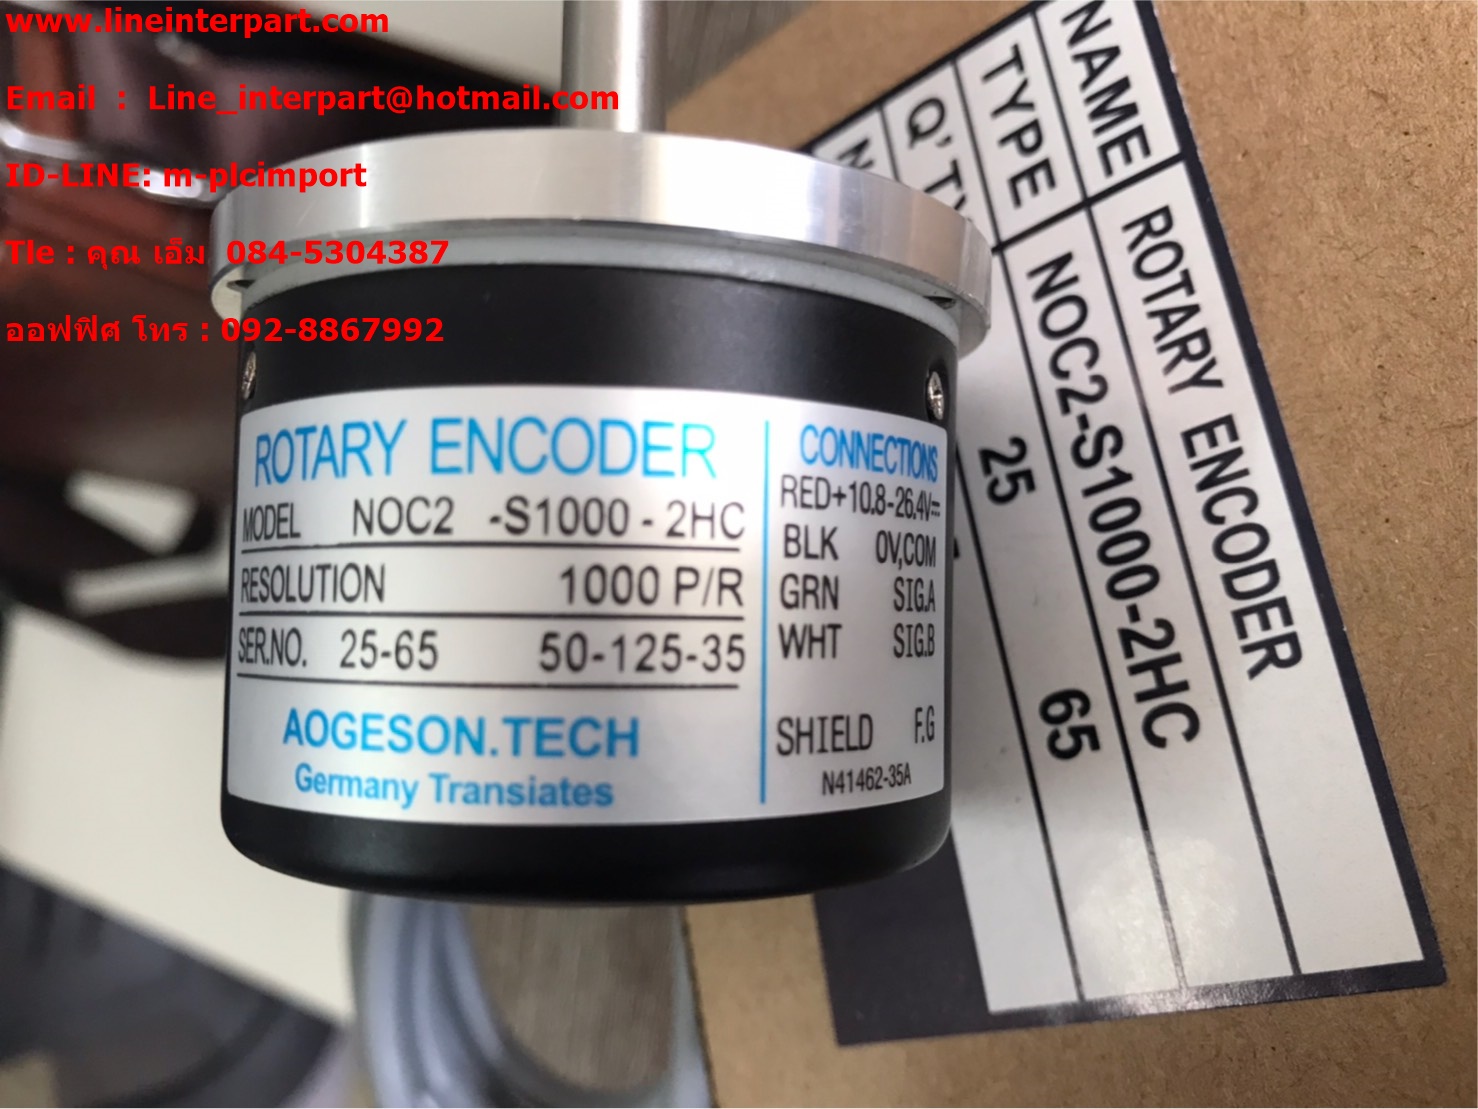 www.lineinterpart.com
Email : Line_interpart@hotmail.com
ID-LINE: m-plcimport
Tle : คุณ เอ็ม 084-5304387
ออฟฟิศ โทร : 092-8867992
ROTARY ENCODER
MODEL NOC2 -S1000 - 2HC
RESOLUTION 1000 P/R
SER.NO. 25-65 50-125-35
AOGESON.TECH
Germany Transiates
CONNECTIONS
RED+10.8-26.4V⎓
BLK 0V,COM
GRN SIG.A
WHT SIG.B
SHIELD F.G
N41462-35A
NAME ROTARY ENCODER
TYPE NOC2-S1000-2HC
Q'TY 25 65